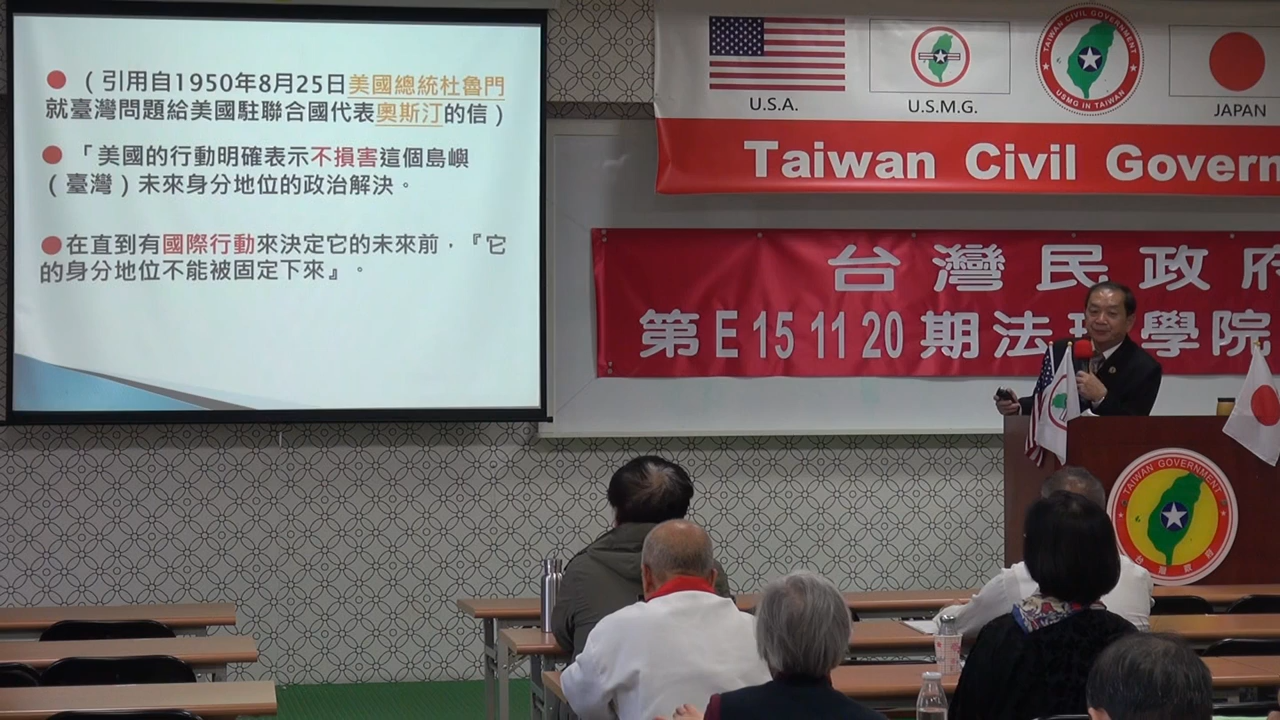 ● （引用自1950年8月25日美國總統杜魯門
就臺灣問題給美國駐聯合國代表奧斯汀的信）
● 「美國的行動明確表示不損害這個島嶼
（臺灣）未來身分地位的政治解決。
● 在直到有國際行動來決定它的未來前，『它
的身分地位不能被固定下來』。
U.S.A.
U.S.M.G.
TAIWAN CIVIL GOVERNMENT
USMG IN TAIWAN
JAPAN
Taiwan Civil Govern
台灣民政府
第E 15 11 20 期法 學院
TAIWAN GOVERNMENT
台灣政府